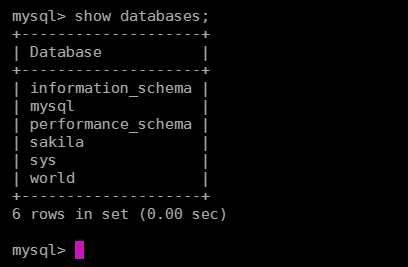 mysql> show databases;
+--------------------+
| Database           |
+--------------------+
| information_schema |
| mysql              |
| performance_schema |
| sakila             |
| sys                |
| world              |
+--------------------+
6 rows in set (0.00 sec)
mysql>